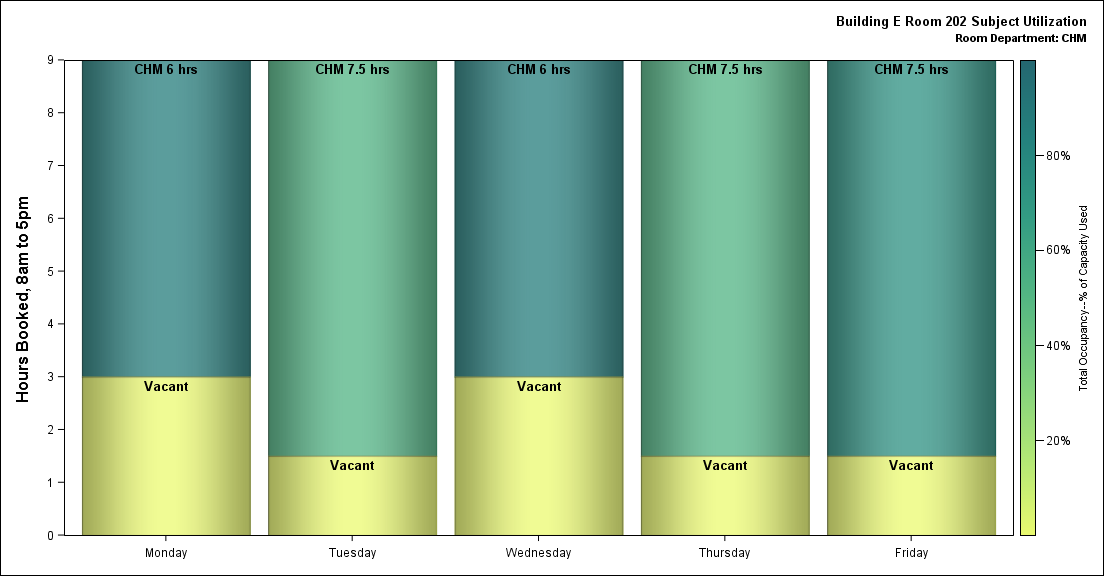 Building E Room 202 Subject Utilization
Room Department: CHM
Hours Booked, 8am to 5pm
9
8
7
6
5
4
3
2
1
0
CHM 6 hrs
CHM 7.5 hrs
CHM 6 hrs
CHM 7.5 hrs
CHM 7.5 hrs
Vacant
Vacant
Vacant
Vacant
Vacant
Monday
Tuesday
Wednesday
Thursday
Friday
80%
60%
40%
20%
Total Occupancy--% of Capacity Used